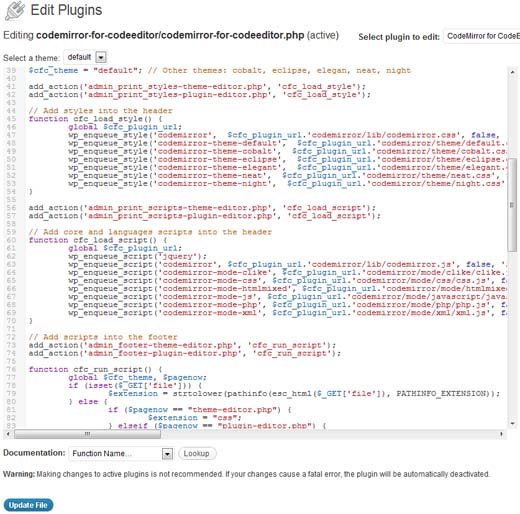 Edit Plugins
Editing codemirror-for-codeeditor/codemirror-for-codeeditor.php (active)
Select plugin to edit: CodeMirror for CodeE
Select a theme: default
39 $cfc_theme = "default"; // Other themes: cobalt, eclipse, elegan, neat, night
40
41 add_action('admin_print_styles-theme-editor.php', 'cfc_load_style');
42 add_action('admin_print_styles-plugin-editor.php', 'cfc_load_style');
43
44 // Add styles into the header
45 function cfc_load_style() {
46 global $cfc_plugin_url;
47 wp_enqueue_style('codemirror', $cfc_plugin_url.'codemirror/lib/codemirror.css', false,
48 wp_enqueue_style('codemirror-theme-default', $cfc_plugin_url.'codemirror/theme/default.c
49 wp_enqueue_style('codemirror-theme-cobalt', $cfc_plugin_url.'codemirror/theme/cobalt.css
50 wp_enqueue_style('codemirror-theme-eclipse', $cfc_plugin_url.'codemirror/theme/eclipse.c
51 wp_enqueue_style('codemirror-theme-elegant', $cfc_plugin_url.'codemirror/theme/elegant.c
52 wp_enqueue_style('codemirror-theme-neat', $cfc_plugin_url.'codemirror/theme/neat.css',
53 wp_enqueue_style('codemirror-theme-night', $cfc_plugin_url.'codemirror/theme/night.css'
54 }
55
56 add_action('admin_print_scripts-theme-editor.php', 'cfc_load_script');
57 add_action('admin_print_scripts-plugin-editor.php', 'cfc_load_script');
58
59 // Add core and languages scripts into the header
60 function cfc_load_script() {
61 global $cfc_plugin_url;
62 wp_enqueue_script('jquery');
63 wp_enqueue_script('codemirror', $cfc_plugin_url.'codemirror/lib/codemirror.js', false,
64 wp_enqueue_script('codemirror-mode-clike', $cfc_plugin_url.'codemirror/mode/clike/clike.j
65 wp_enqueue_script('codemirror-mode-css', $cfc_plugin_url.'codemirror/mode/css/css.js', f
66 wp_enqueue_script('codemirror-mode-htmlmixed', $cfc_plugin_url.'codemirror/mode/htmlmixe
67 wp_enqueue_script('codemirror-mode-js', $cfc_plugin_url.'codemirror/mode/javascript/java
68 wp_enqueue_script('codemirror-mode-php', $cfc_plugin_url.'codemirror/mode/php/php.js', f
69 wp_enqueue_script('codemirror-mode-xml', $cfc_plugin_url.'codemirror/mode/xml/xml.js', f
70 }
71
72 // Add scripts into the footer
73 add_action('admin_footer-theme-editor.php', 'cfc_run_script');
74 add_action('admin_footer-plugin-editor.php', 'cfc_run_script');
75
76 function cfc_run_script() {
77 global $cfc_theme, $pagenow;
78 if (isset($_GET['file'])) {
79 $extension = strtolower(pathinfo(esc_html($_GET['file']), PATHINFO_EXTENSION));
80 } else {
81 if ($pagenow == "theme-editor.php") {
82 $extension = "css";
83 } elseif ($pagenow == "plugin-editor.php") {
Documentation: Function Name... Lookup
Warning: Making changes to active plugins is not recommended. If your changes cause a fatal error, the plugin will be automatically deactivated.
Update File